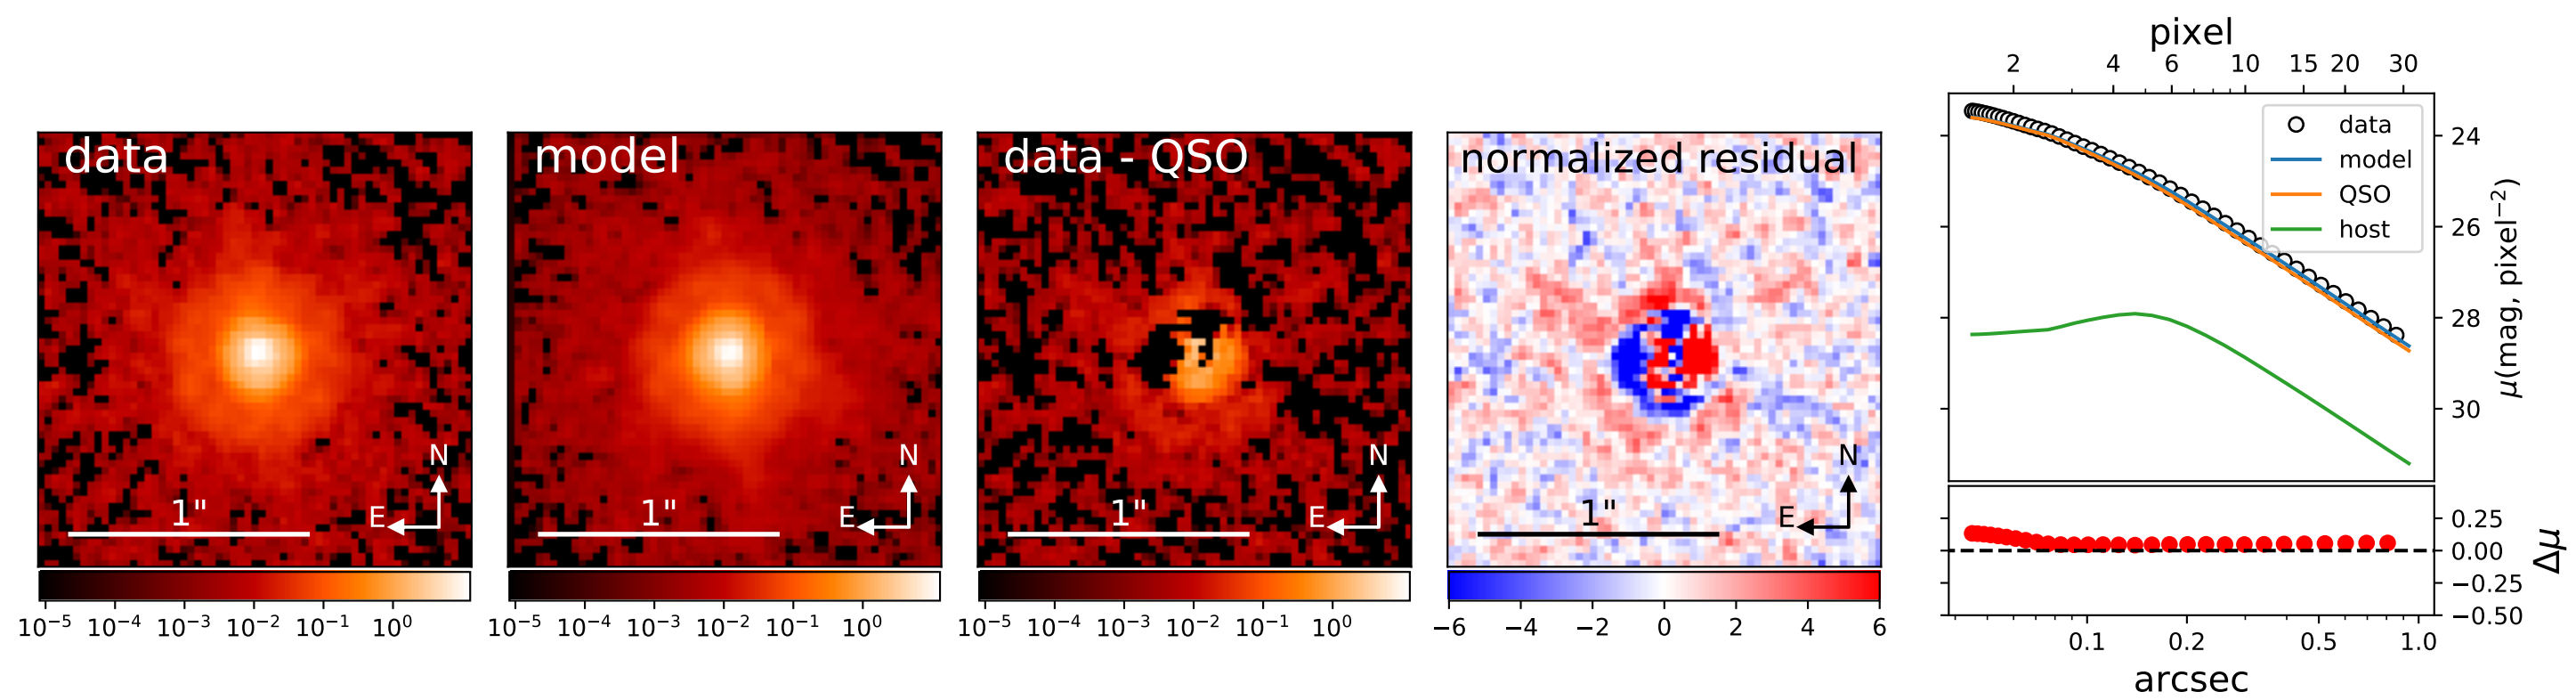 data
1"
N
E
10⁻⁵ 10⁻⁴ 10⁻³ 10⁻² 10⁻¹ 10⁰
model
1"
N
E
10⁻⁵ 10⁻⁴ 10⁻³ 10⁻² 10⁻¹ 10⁰
data - QSO
1"
N
E
10⁻⁵ 10⁻⁴ 10⁻³ 10⁻² 10⁻¹ 10⁰
normalized residual
1"
N
E
−6 −4 −2 0 2 4 6
pixel
2 4 6 10 15 20 30
data
model
QSO
host
24
26
28
30
μ(mag, pixel⁻²)
0.25
0.00
−0.25
−0.50
Δμ
0.1 0.2 0.5 1.0
arcsec